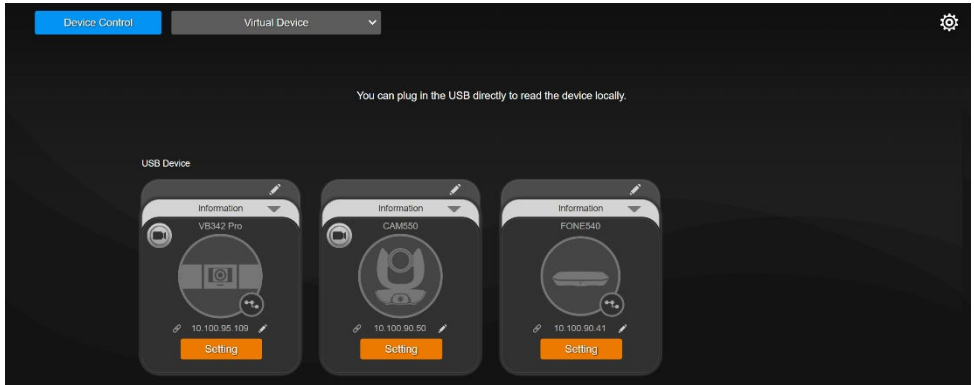 Device Control
Virtual Device
You can plug in the USB directly to read the device locally.
USB Device
Information
VB342 Pro
10.100.95.109
Setting
Information
CAM550
10.100.90.50
Setting
Information
FONE540
10.100.90.41
Setting